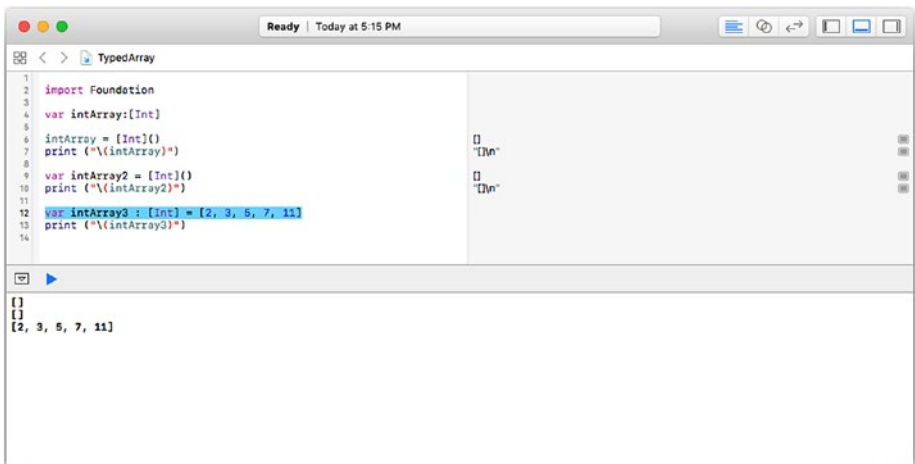 Ready | Today at 5:15 PM
TypedArray
1
2 import Foundation
3
4 var intArray:[Int]
5
6 intArray = [Int]() []
7 print ("\(intArray)") "[]\n"
8
9 var intArray2 = [Int]() []
10 print ("\(intArray2)") "[]\n"
11
12 var intArray3 : [Int] = [2, 3, 5, 7, 11]
13 print ("\(intArray3)")
14
[]
[]
[2, 3, 5, 7, 11]